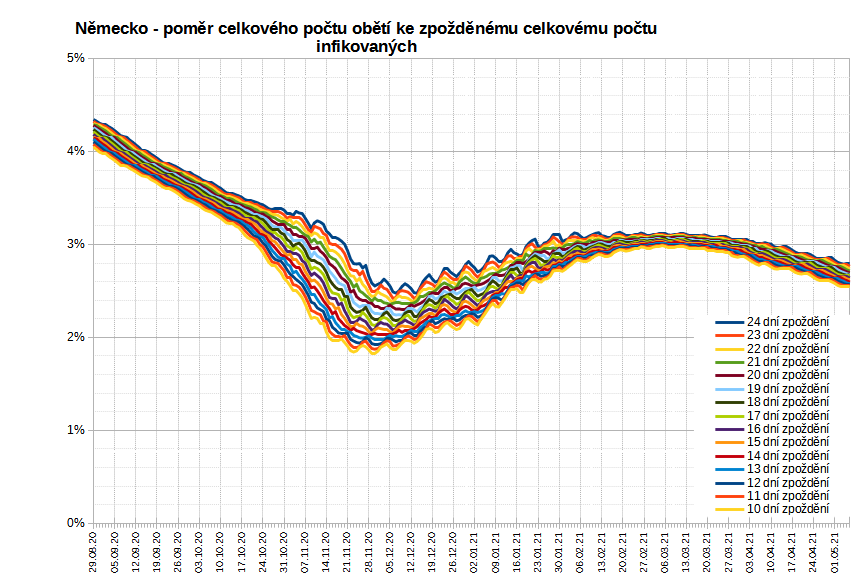 Německo - poměr celkového počtu obětí ke zpožděnému celkovému počtu
infikovaných
5%
4%
3%
2%
1%
0%
24 dní zpoždění
23 dní zpoždění
22 dní zpoždění
21 dní zpoždění
20 dní zpoždění
19 dní zpoždění
18 dní zpoždění
17 dní zpoždění
16 dní zpoždění
15 dní zpoždění
14 dní zpoždění
13 dní zpoždění
12 dní zpoždění
11 dní zpoždění
10 dní zpoždění
29.08.20
05.09.20
12.09.20
19.09.20
26.09.20
03.10.20
10.10.20
17.10.20
24.10.20
31.10.20
07.11.20
14.11.20
21.11.20
28.11.20
05.12.20
12.12.20
19.12.20
26.12.20
02.01.21
09.01.21
16.01.21
23.01.21
30.01.21
06.02.21
13.02.21
20.02.21
27.02.21
06.03.21
13.03.21
20.03.21
27.03.21
03.04.21
10.04.21
17.04.21
24.04.21
01.05.21